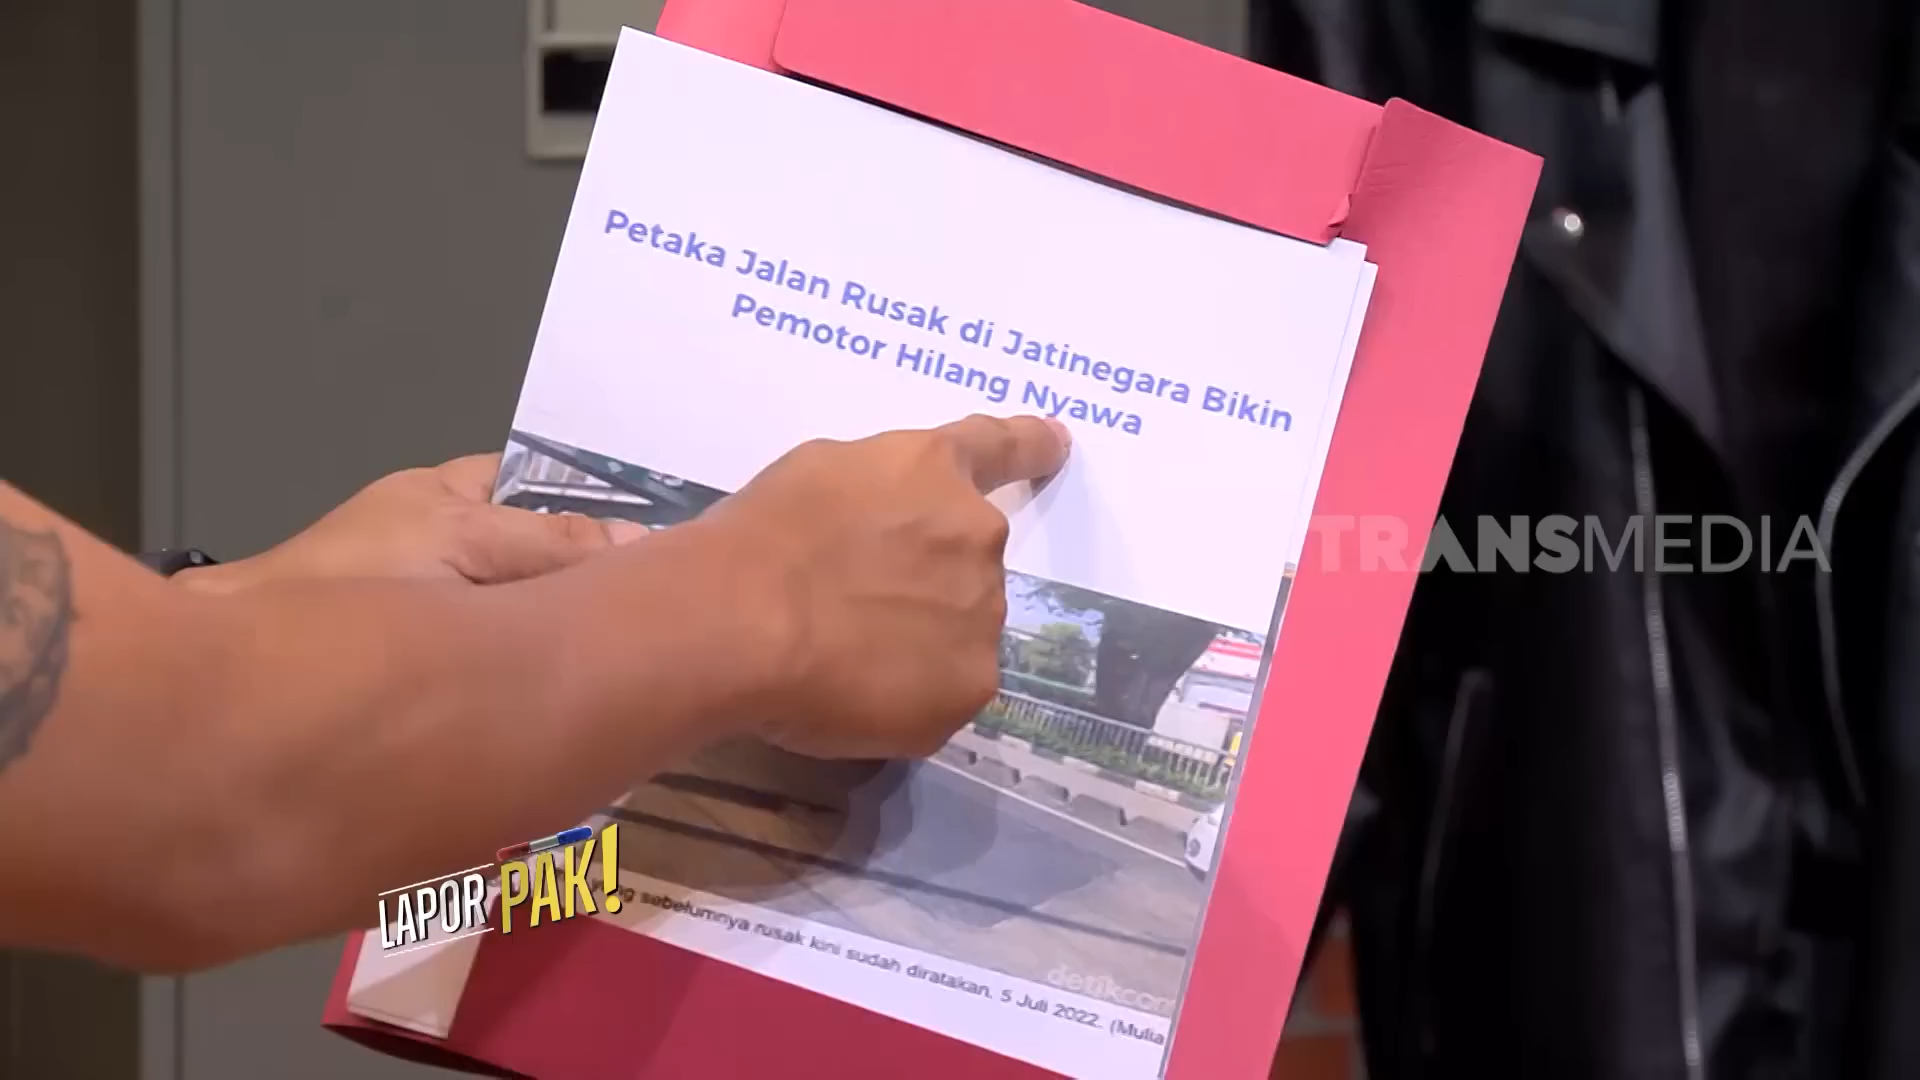 Petaka Jalan Rusak di Jatinegara Bikin
Pemotor Hilang Nyawa
TRANSMEDIA
LAPOR PAK!
yang sebelumnya rusak kini sudah diratakan. 5 Juli 2022. (Mulia
detikcom